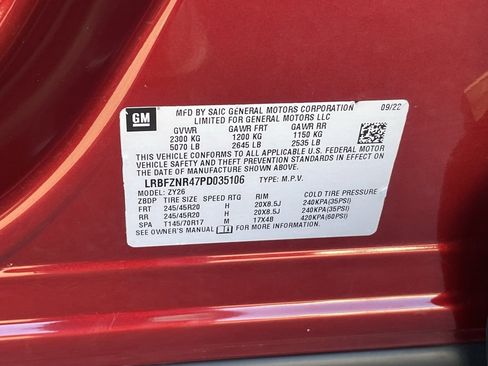 GM
MFD BY SAIC GENERAL MOTORS CORPORATION 09/22
LIMITED FOR GENERAL MOTORS LLC
GVWR GAWR FRT GAWR RR
2300 KG 1200 KG 1150 KG
5070 LB 2645 LB 2535 LB
THIS VEHICLE CONFORMS TO ALL APPLICABLE U.S. FEDERAL MOTOR
VEHICLE SAFETY AND THEFT PREVENTION STANDARDS IN EFFECT ON
THE DATE OF MANUFACTURE SHOWN ABOVE.
LRBFZNR47PD035106 TYPE: M.P.V.
MODEL: ZY26
ZBDP TIRE SIZE SPEED RTG RIM COLD TIRE PRESSURE
FRT 245/45R20 H 20X8.5J 240KPA(35PSI)
RR 245/45R20 H 20X8.5J 240KPA(35PSI)
SPA T145/70R17 M 17X4B 420KPA(60PSI)
SEE OWNER'S MANUAL FOR MORE INFORMATION.